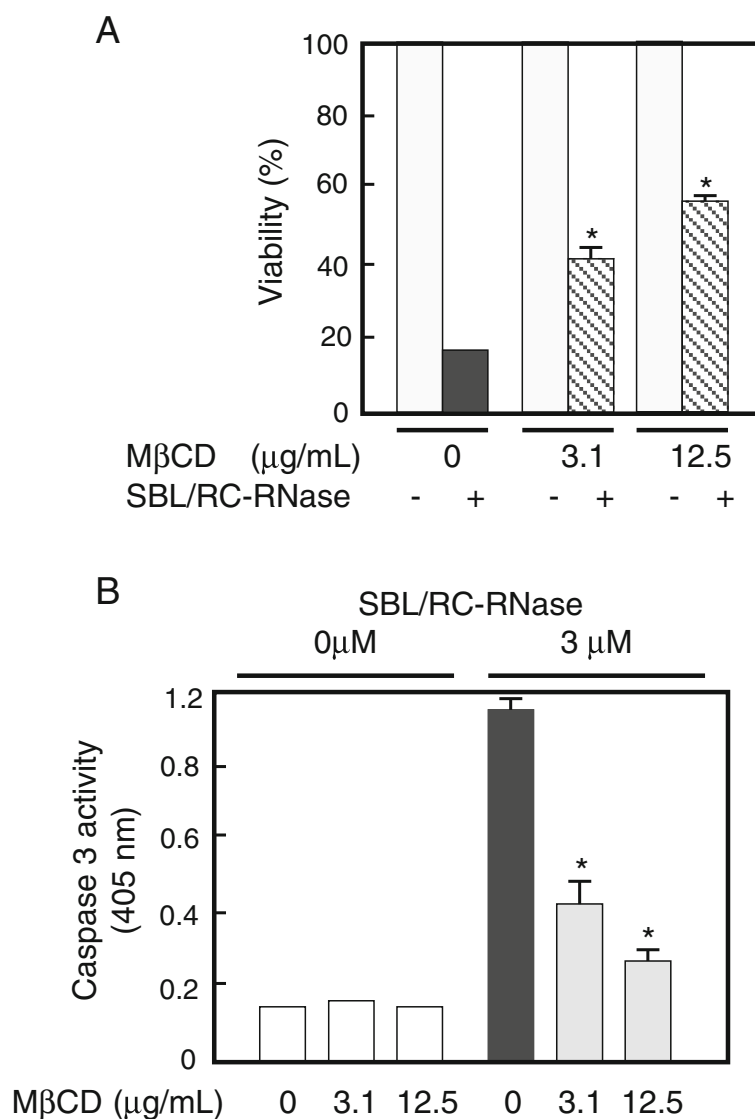 A
Viability (%)
100
80
60
40
20
0
*
*
MβCD (μg/mL) 0 3.1 12.5
SBL/RC-RNase - + - + - +
B
SBL/RC-RNase
0μM 3 μM
Caspase 3 activity
(405 nm)
1.2
0.8
0.6
0.4
0.2
0
*
*
MβCD (μg/mL) 0 3.1 12.5 0 3.1 12.5